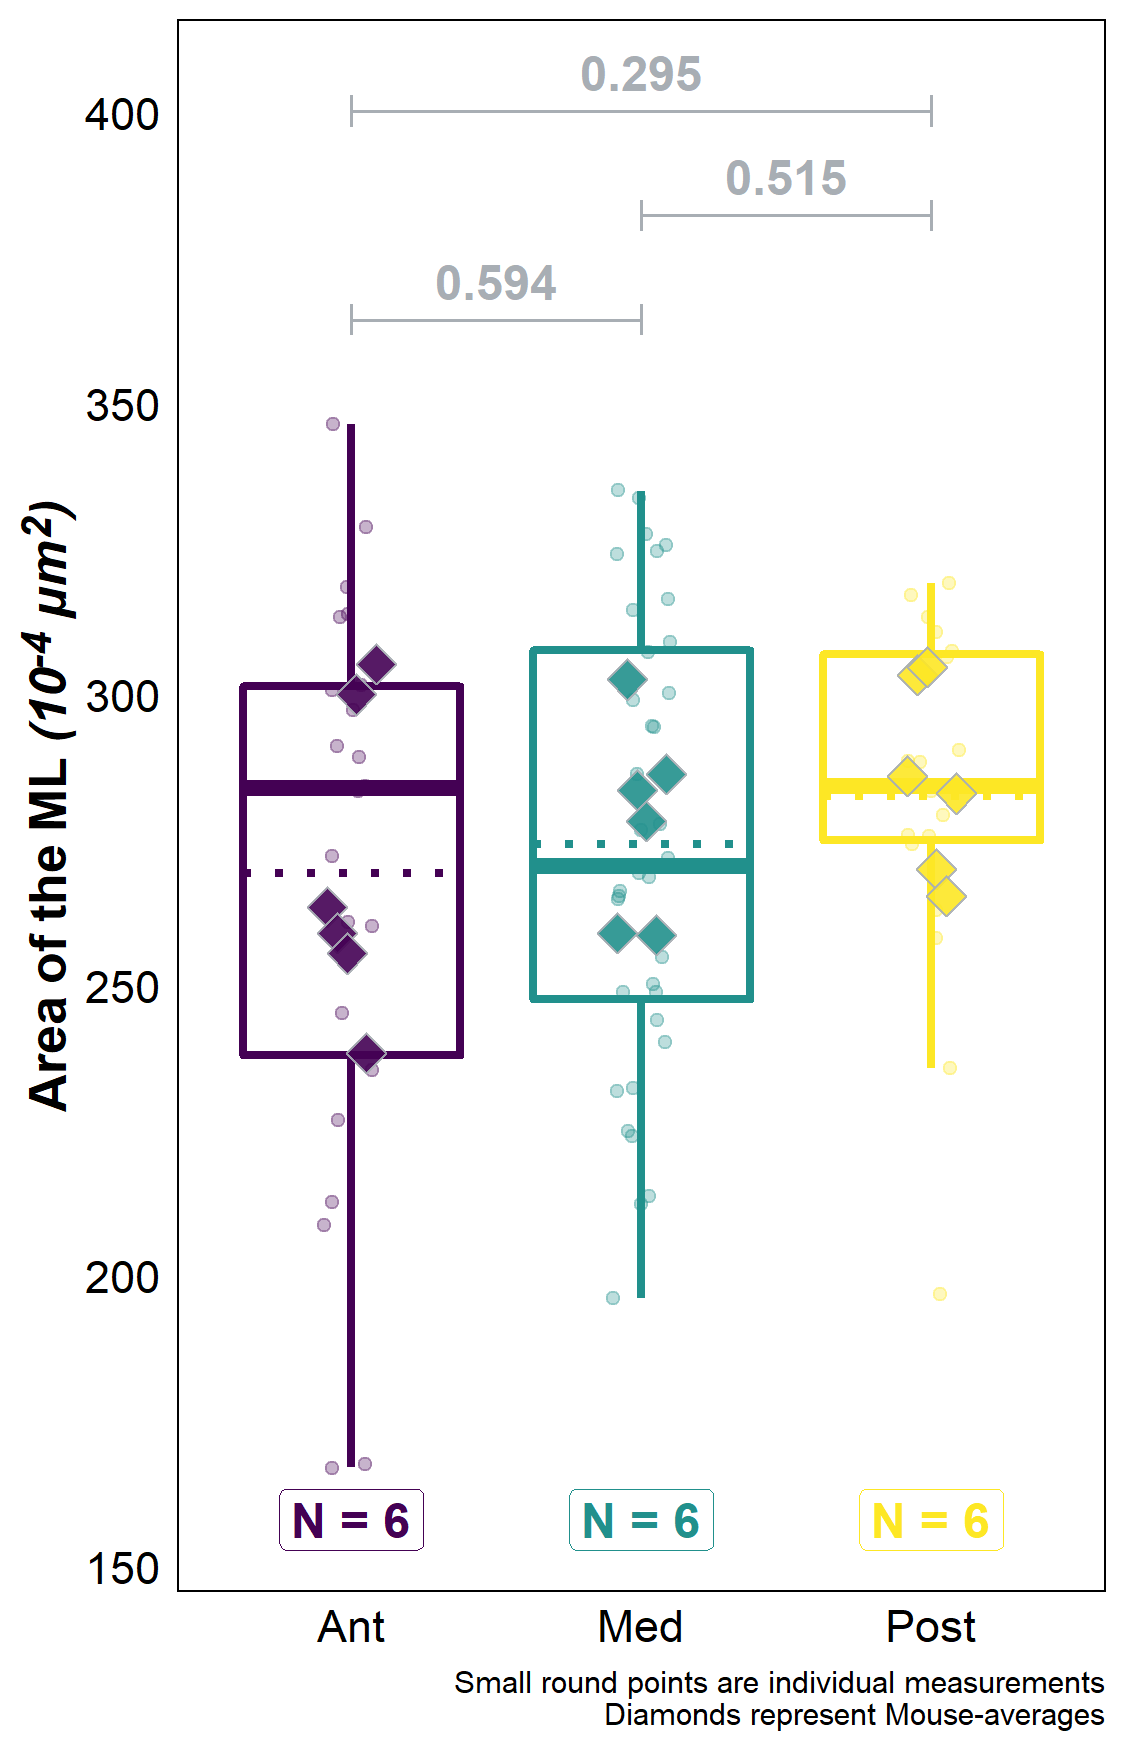 0.295
0.515
0.594
400
350
300
250
200
150
Area of the ML (10⁻⁴ µm²)
N = 6
N = 6
N = 6
Ant
Med
Post
Small round points are individual measurements
Diamonds represent Mouse-averages